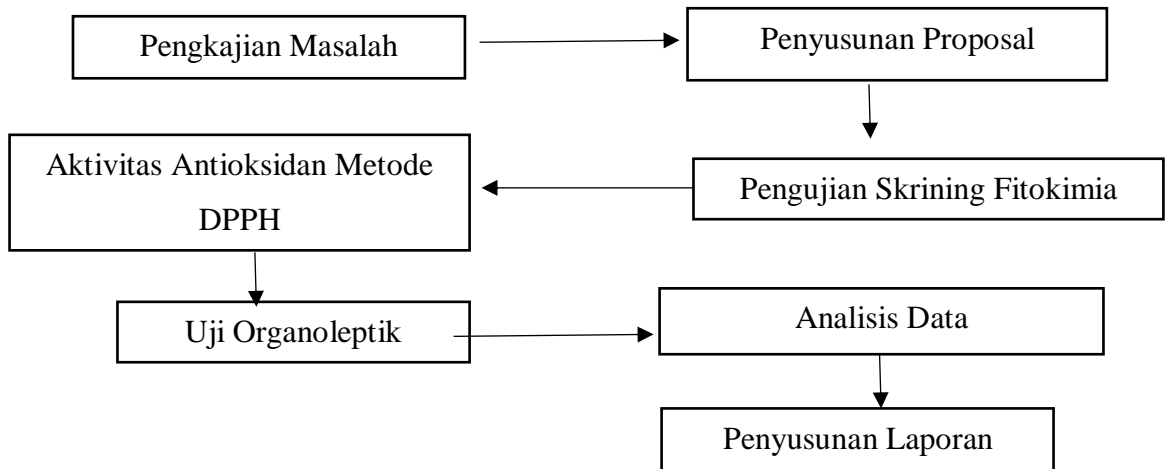 Pengkajian Masalah
Penyusunan Proposal
Pengujian Skrining Fitokimia
Aktivitas Antioksidan Metode
DPPH
Uji Organoleptik
Analisis Data
Penyusunan Laporan